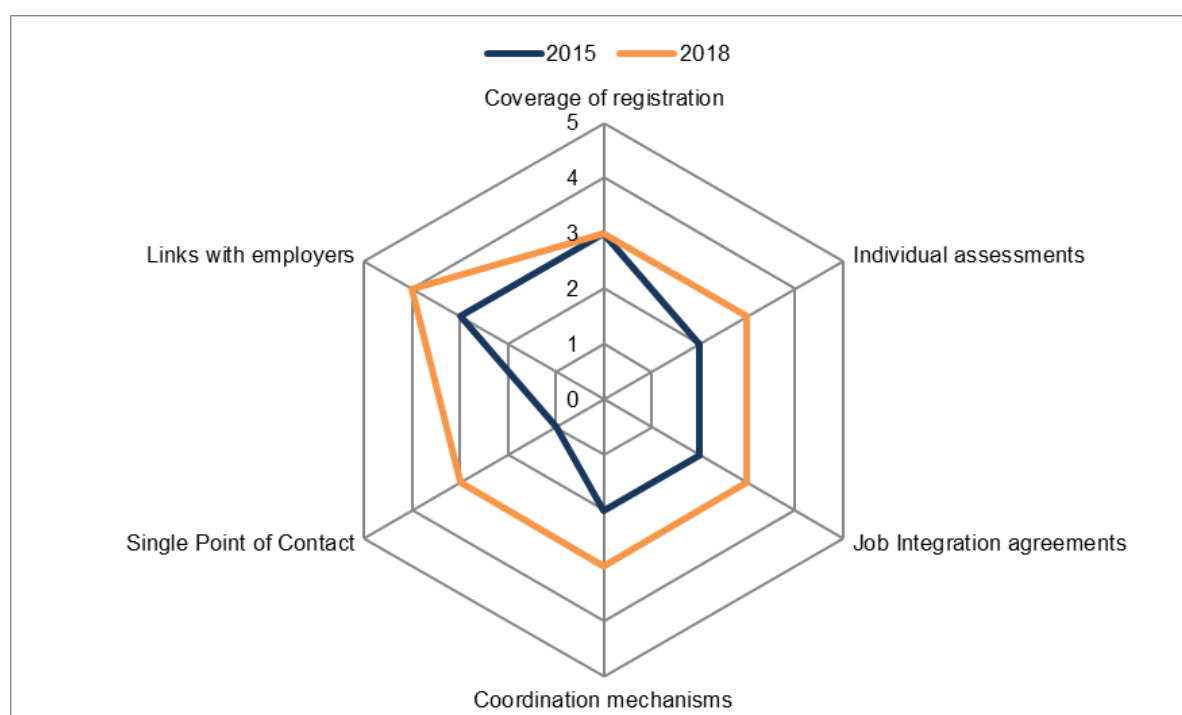 2015 2018
Coverage of registration
5
4
3
2
1
0
Links with employers
Individual assessments
Single Point of Contact
Job Integration agreements
Coordination mechanisms